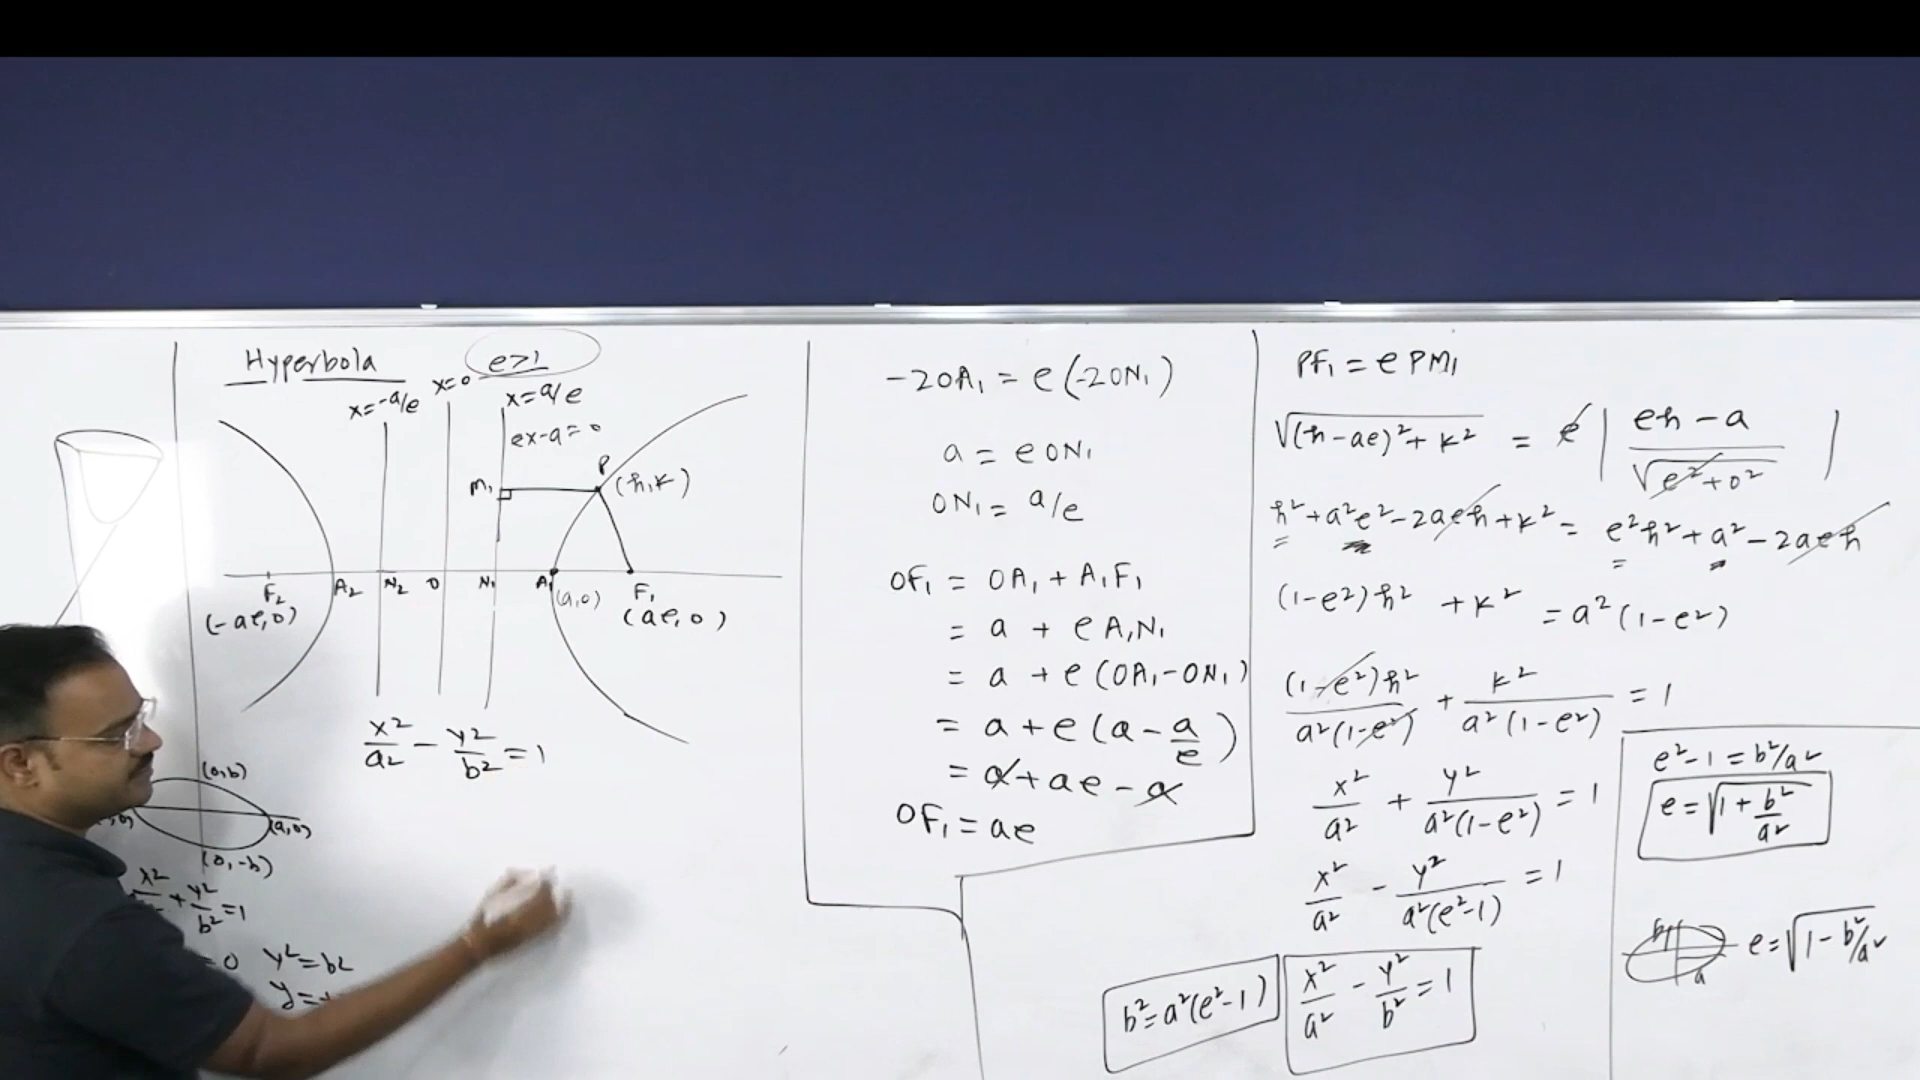 Hyperbola e>1
x=-a/e x=0 x=a/e
ex-a=0
P (h,k)
M₁
F₂ A₂ N₂ O N₁ A₁ F₁
(-ae,0) (a,0) (ae,0)
x²/a² - y²/b² = 1
(0,b)
(a,0)
(0,-b)
+ y²/b² = 1
= 0 y² = b²
y =
-2OA₁ = e(-2ON₁)
a = e ON₁
ON₁ = a/e
OF₁ = OA₁ + A₁F₁
= a + e A₁N₁
= a + e (OA₁ - ON₁)
= a + e (a - a/e)
= a + ae - a
OF₁ = ae
PF₁ = e PM₁
√((h-ae)² + k²) = e | (eh - a)/√(e²+0²) |
h² + a²e² - 2aeh + k² = e²h² + a² - 2aeh
(1-e²)h² + k² = a²(1-e²)
(1-e²)h²/a²(1-e²) + k²/a²(1-e²) = 1
x²/a² + y²/a²(1-e²) = 1
x²/a² - y²/a²(e²-1) = 1
b² = a²(e²-1) x²/a² - y²/b² = 1
e²-1 = b²/a²
e = √(1 + b²/a²)
b a e = √(1 - b²/a²)